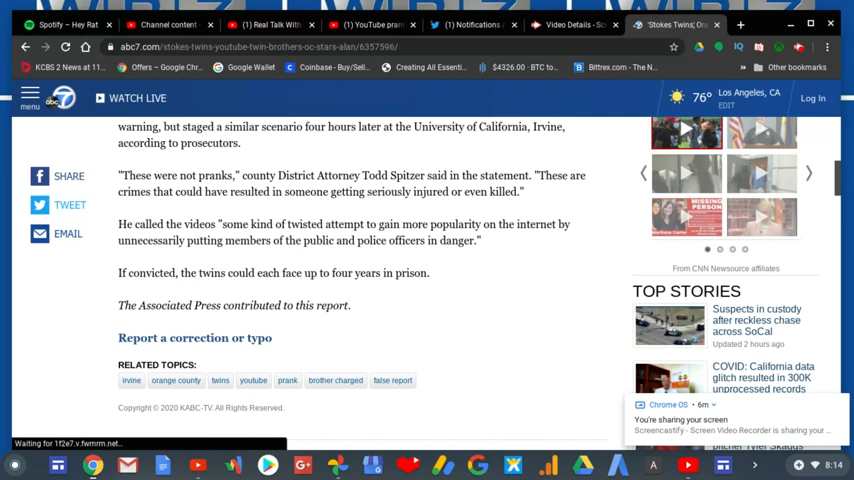 Spotify – Hey Rat
Channel content
(1) Real Talk With
(1) YouTube pran
(1) Notifications /
Video Details - Scr
'Stokes Twins', Ora
abc7.com/stokes-twins-youtube-twin-brothers-oc-stars-alan/6357596/
KCBS 2 News at 11...
Offers – Google Chr...
Google Wallet
Coinbase - Buy/Sell...
Creating All Essenti...
$4326.00 - BTC to...
Bittrex.com - The N...
Other bookmarks
menu
abc 7
WATCH LIVE
76° Los Angeles, CA
EDIT
Log In
warning, but staged a similar scenario four hours later at the University of California, Irvine,
according to prosecutors.
SHARE
TWEET
EMAIL
"These were not pranks," county District Attorney Todd Spitzer said in the statement. "These are
crimes that could have resulted in someone getting seriously injured or even killed."
He called the videos "some kind of twisted attempt to gain more popularity on the internet by
unnecessarily putting members of the public and police officers in danger."
If convicted, the twins could each face up to four years in prison.
The Associated Press contributed to this report.
Report a correction or typo
RELATED TOPICS:
irvine
orange county
twins
youtube
prank
brother charged
false report
Copyright © 2020 KABC-TV. All Rights Reserved.
MISSING
PERSON
From CNN Newsource affiliates
TOP STORIES
Suspects in custody
after reckless chase
across SoCal
Updated 2 hours ago
COVID: California data
glitch resulted in 300K
unprocessed records
Chrome OS • 6m
You're sharing your screen
Screencastify - Screen Video Recorder is sharing your ...
pitcher Tyler Skaggs
Waiting for 1f2e7.v.fwmrm.net...
8:14